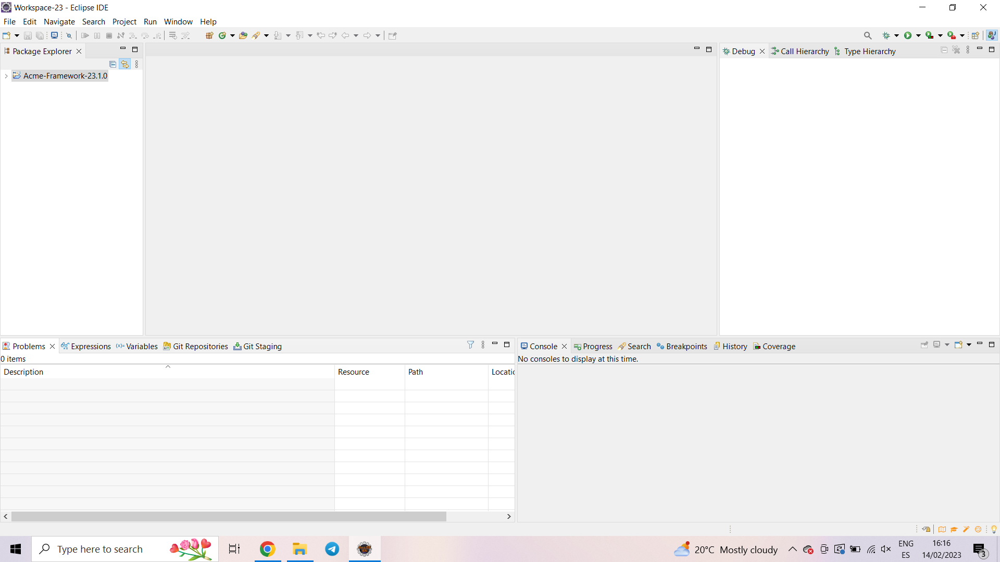 Workspace-23 - Eclipse IDE
File Edit Navigate Search Project Run Window Help
Package Explorer
Debug Call Hierarchy Type Hierarchy
Acme-Framework-23.1.0
Problems Expressions Variables Git Repositories Git Staging
0 items
Description Resource Path Locatio
Console Progress Search Breakpoints History Coverage
No consoles to display at this time.
Type here to search
20°C Mostly cloudy
ENG
ES
16:16
14/02/2023
3